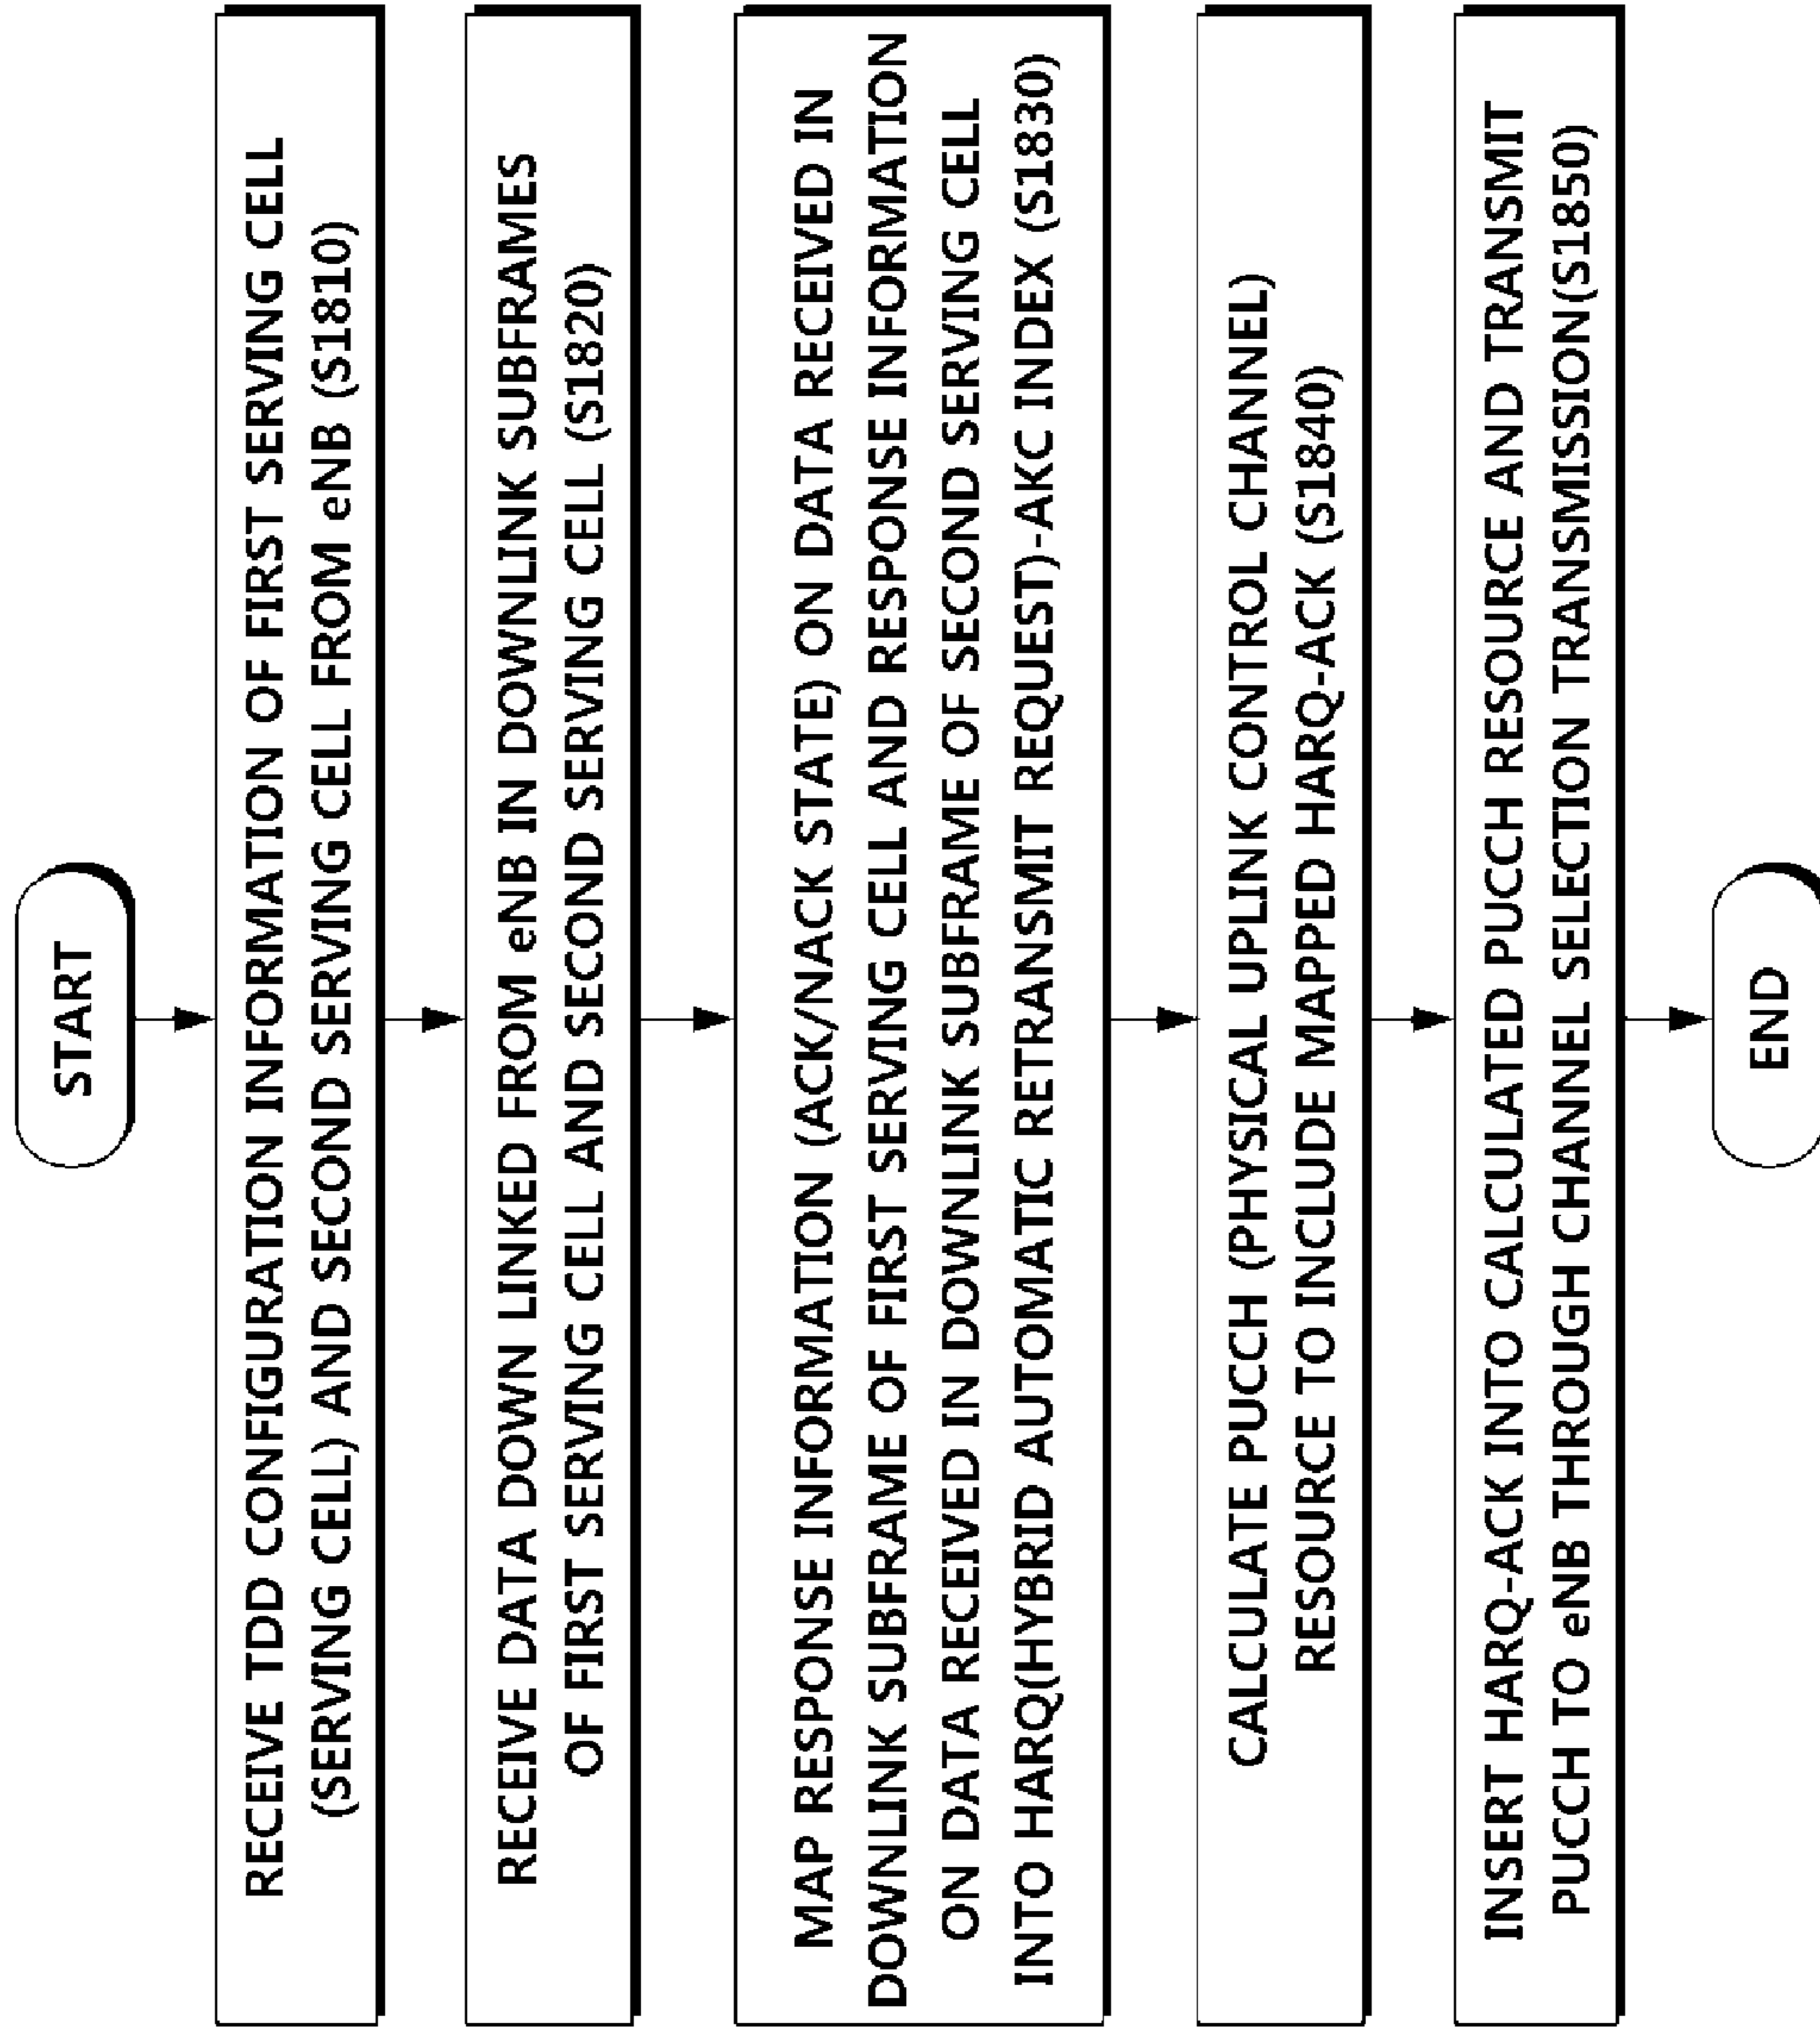 START
RECEIVE TDD CONFIGURATION INFORMATION OF FIRST SERVING CELL
(SERVING CELL) AND SECOND SERVING CELL FROM eNB (S1810)
RECEIVE DATA DOWN LINKED FROM eNB IN DOWNLINK SUBFRAMES
OF FIRST SERVING CELL AND SECOND SERVING CELL (S1820)
MAP RESPONSE INFORMATION (ACK/NACK STATE) ON DATA RECEIVED IN
DOWNLINK SUBFRAME OF FIRST SERVING CELL AND RESPONSE INFORMATION
ON DATA RECEIVED IN DOWNLINK SUBFRAME OF SECOND SERVING CELL
INTO HARQ(HYBRID AUTOMATIC RETRANSMIT REQUEST)-AKC INDEX (S1830)
CALCULATE PUCCH (PHYSICAL UPLINK CONTROL CHANNEL)
RESOURCE TO INCLUDE MAPPED HARQ-ACK (S1840)
INSERT HARQ-ACK INTO CALCULATED PUCCH RESOURCE AND TRANSMIT
PUCCH TO eNB THROUGH CHANNEL SELECTION TRANSMISSION(S1850)
END